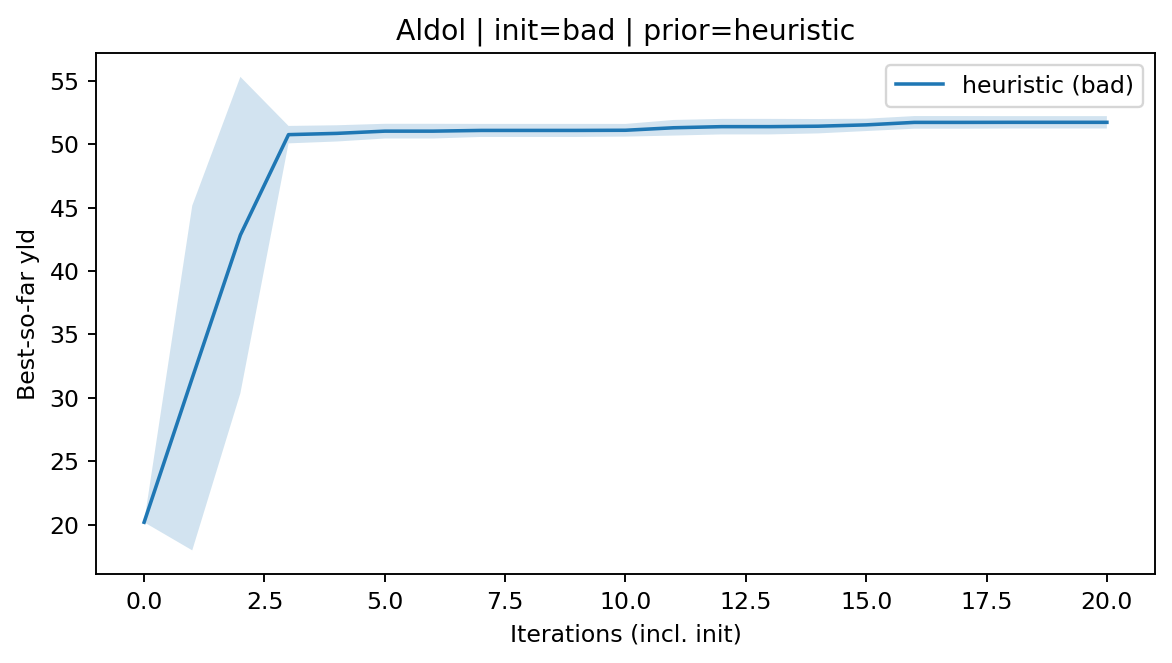 Aldol | init=bad | prior=heuristic
heuristic (bad)
Best-so-far yld
55
50
45
40
35
30
25
20
0.0 2.5 5.0 7.5 10.0 12.5 15.0 17.5 20.0
Iterations (incl. init)